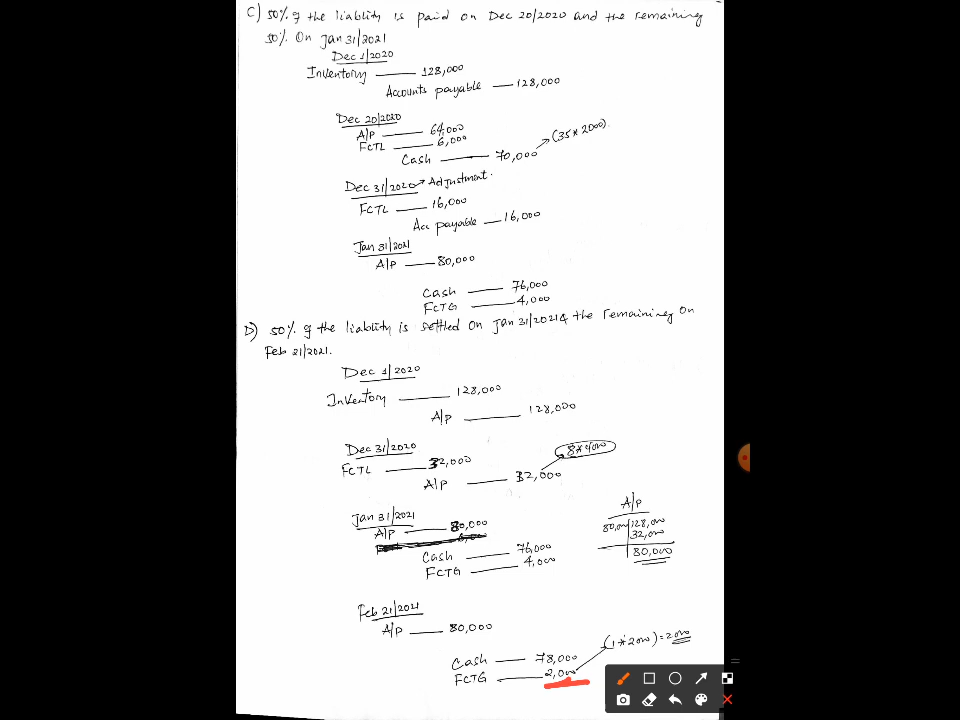 C) 50% of the liablity is paid on Dec 20/2020 and the remaining
50% On Jan 31/2021
Dec 1/2020
Inventory 128,000
Accounts payable 128,000
Dec 20/2020
A/P 64,000
FCTL 6,000
Cash 70,000 (35*2000)
Dec 31/2020 → Adjustment.
FCTL 16,000
Acc payable 16,000
Jan 31/2021
A/P 80,000
Cash 76,000
FCTG 4,000
D) 50% of the liablity is settled on Jan 31/2021 & the remaining on
Feb 21/2021.
Dec 1/2020
Inventory 128,000
A/P 128,000
Dec 31/2020
FCTL 32,000 8*4000
A/P 32,000
Jan 31/2021
A/P 80,000
Cash 76,000
FCTG 4,000
A/P
80,000 128,000
32,000
80,000
Feb 21/2021
A/P 80,000
Cash 78,000
FCTG 2,000 (1*2000)=2000